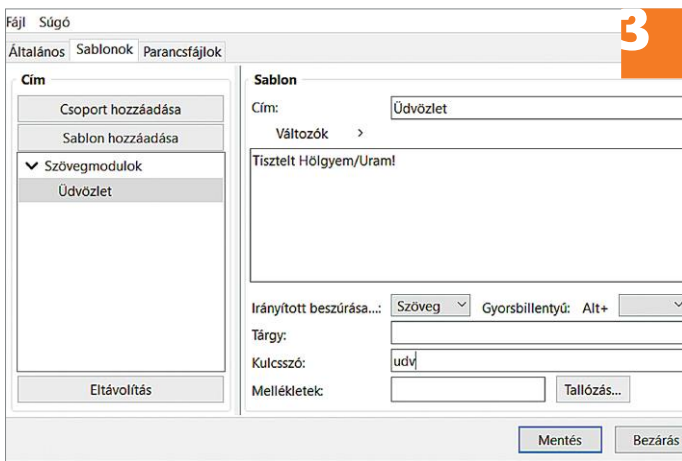 Fájl Súgó
3
Általános Sablonok Parancsfájlok
Cím
Csoport hozzáadása
Sablon hozzáadása
Szövegmodulok
Üdvözlet
Eltávolítás
Sablon
Cím: Üdvözlet
Változók >
Tisztelt Hölgyem/Uram!
Irányított beszúrása...: Szöveg Gyorsbillentyű: Alt+
Tárgy:
Kulcsszó: udv
Mellékletek: Tallózás...
Mentés Bezárás